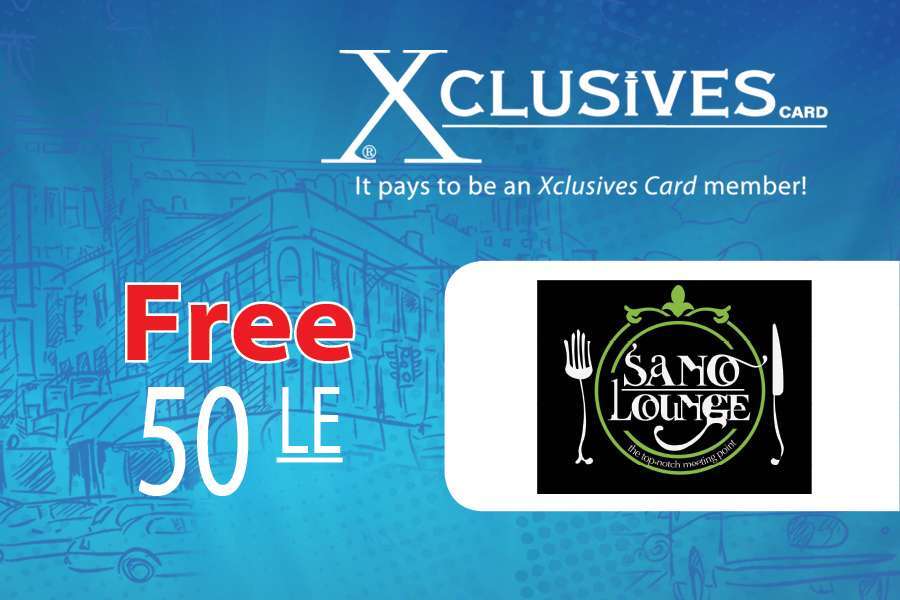 XCLUSiVES CARD
®
It pays to be an Xclusives Card member!
Free
50 LE
SANO
LOUNGE
the top-notch meeting point